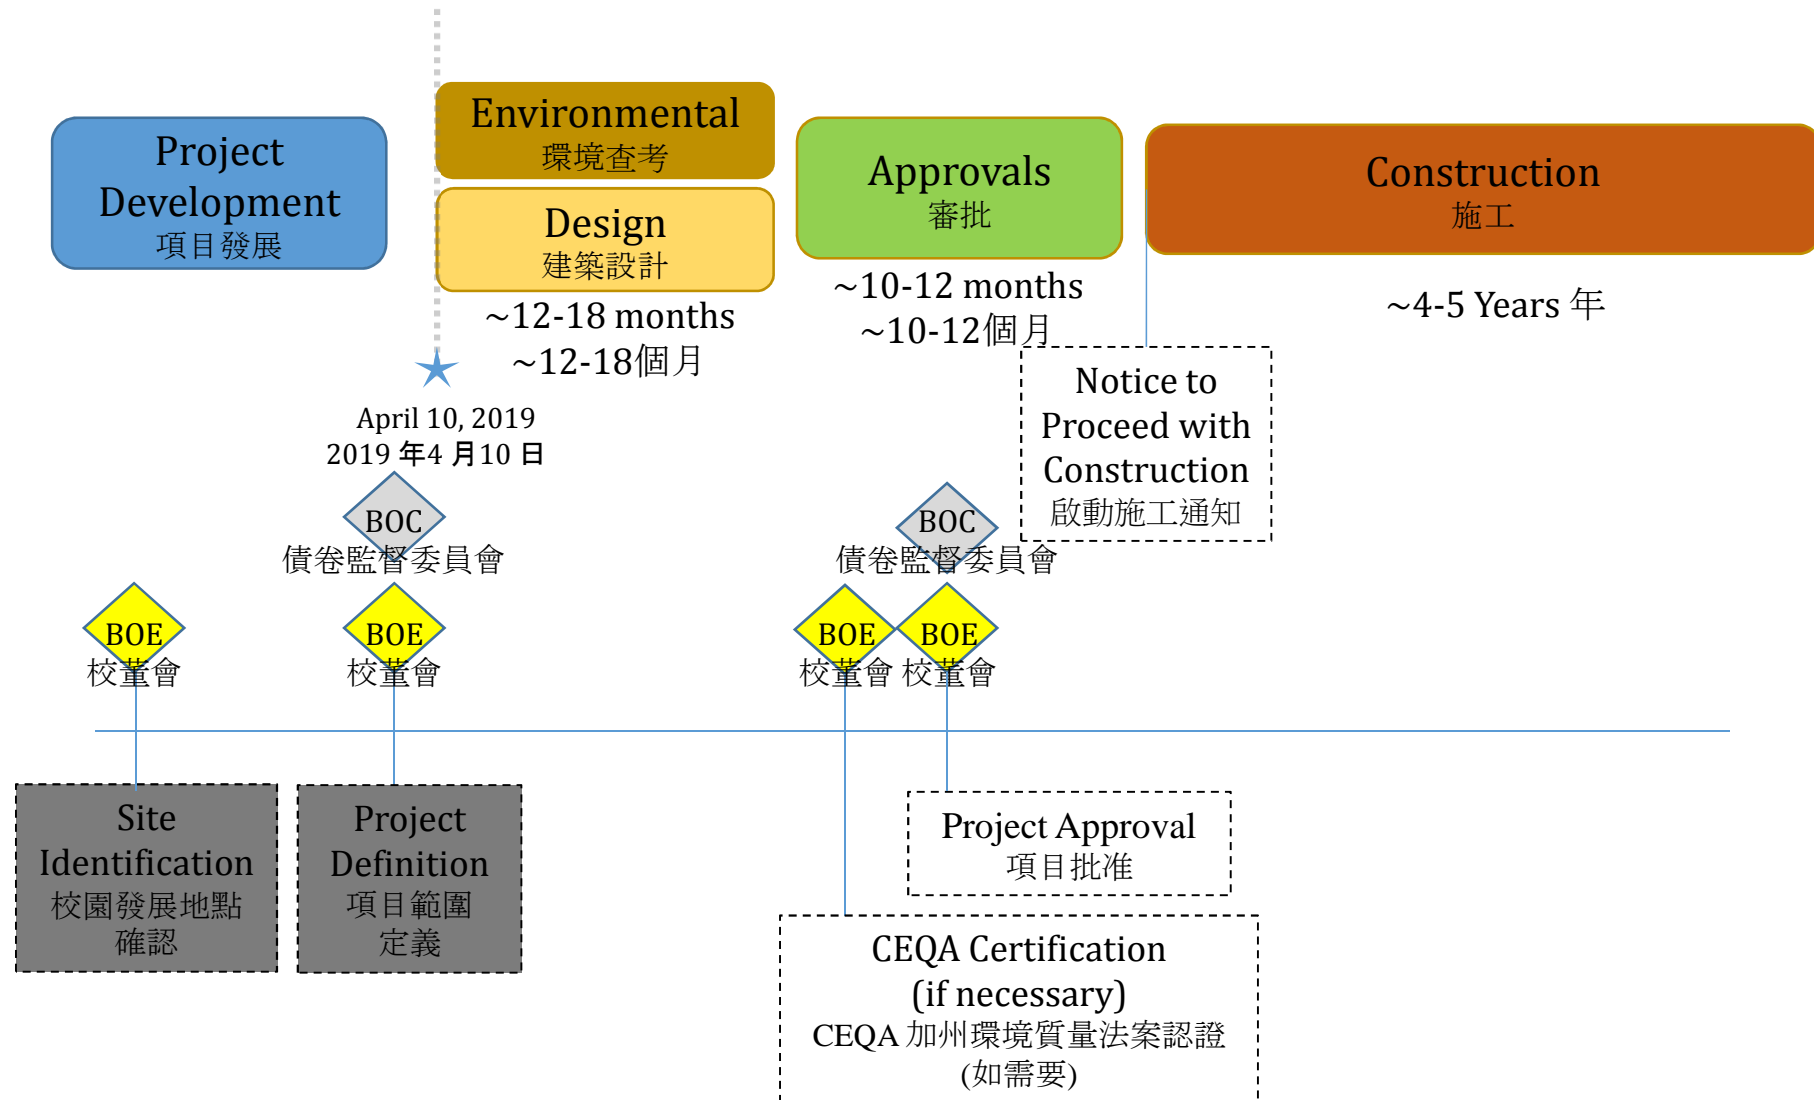 Project
Development
項目發展
Environmental
環境查考
Design
建築設計
~12-18 months
~12-18個月
Approvals
審批
~10-12 months
~10-12個月
Construction
施工
~4-5 Years 年
April 10, 2019
2019 年4 月10 日
Notice to
Proceed with
Construction
啟動施工通知
BOC
債卷監督委員會
BOC
債卷監督委員會
BOE
校董會
BOE
校董會
BOE
校董會
BOE
校董會
Site
Identification
校園發展地點
確認
Project
Definition
項目範圍
定義
Project Approval
項目批准
CEQA Certification
(if necessary)
CEQA 加州環境質量法案認證
(如需要)